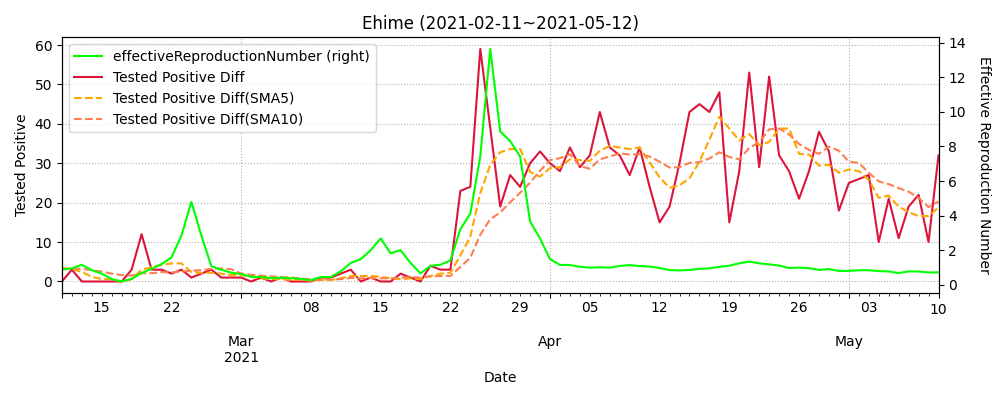 Ehime (2021-02-11~2021-05-12)
effectiveReproductionNumber (right)
Tested Positive Diff
Tested Positive Diff(SMA5)
Tested Positive Diff(SMA10)
Tested Positive
60
50
40
30
20
10
0
14
12
10
8
6
4
2
0
Effective Reproduction Number
15 22 08 15 22 29 05 12 19 26 03 10
Mar Apr May
2021
Date